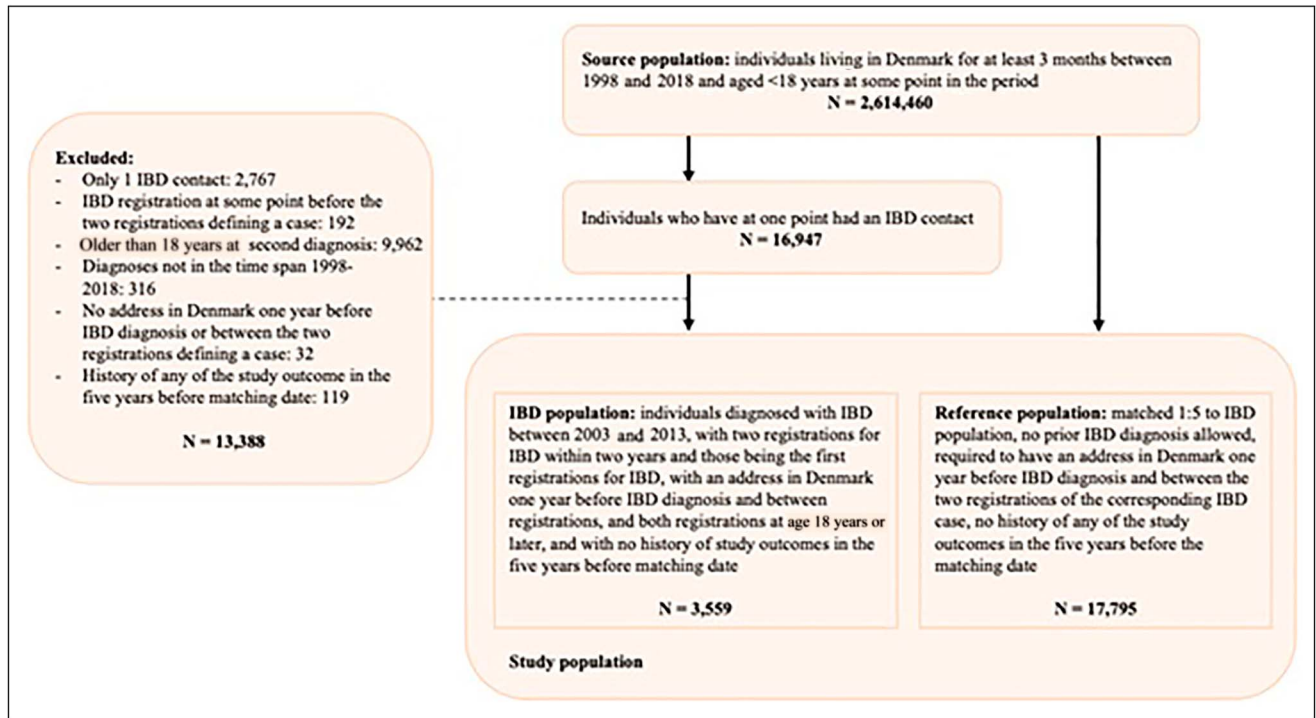 Source population: individuals living in Denmark for at least 3 months between
1998 and 2018 and aged <18 years at some point in the period
N = 2,614,460
Excluded:
- Only 1 IBD contact: 2,767
- IBD registration at some point before the
two registrations defining a case: 192
- Older than 18 years at second diagnosis: 9,962
- Diagnoses not in the time span 1998-
2018: 316
- No address in Denmark one year before
IBD diagnosis or between the two
registrations defining a case: 32
- History of any of the study outcome in the
five years before matching date: 119
N = 13,388
Individuals who have at one point had an IBD contact
N = 16,947
IBD population: individuals diagnosed with IBD
between 2003 and 2013, with two registrations for
IBD within two years and those being the first
registrations for IBD, with an address in Denmark
one year before IBD diagnosis and between
registrations, and both registrations at age 18 years or
later, and with no history of study outcomes in the
five years before matching date
N = 3,559
Reference population: matched 1:5 to IBD
population, no prior IBD diagnosis allowed,
required to have an address in Denmark one
year before IBD diagnosis and between the
two registrations of the corresponding IBD
case, no history of any of the study
outcomes in the five years before the
matching date
N = 17,795
Study population